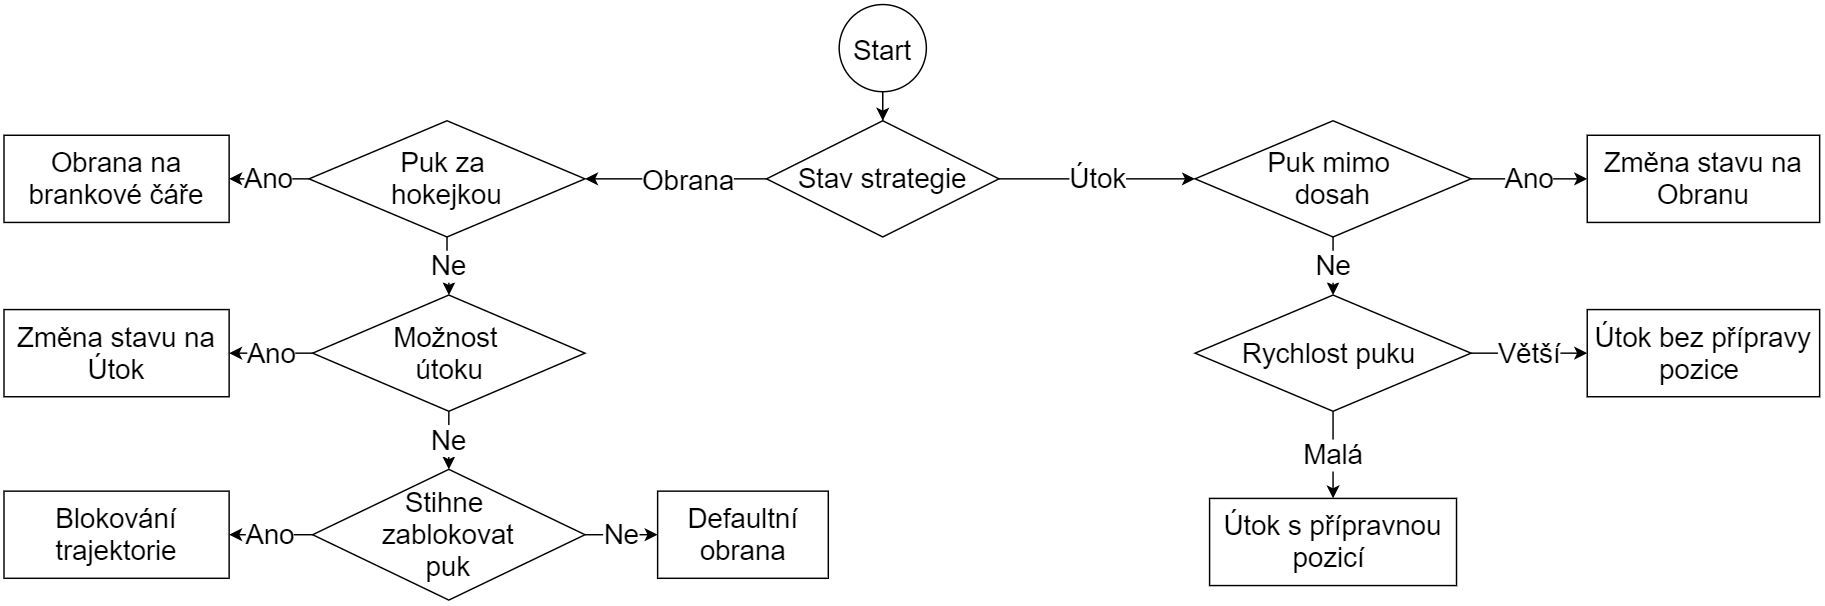 Start
Stav strategie
Obrana
Útok
Puk za
hokejkou
Ano
Obrana na
brankové čáře
Ne
Možnost
útoku
Ano
Změna stavu na
Útok
Ne
Stihne
zablokovat
puk
Ano
Blokování
trajektorie
Ne
Defaultní
obrana
Puk mimo
dosah
Ano
Změna stavu na
Obranu
Ne
Rychlost puku
Větší
Útok bez přípravy
pozice
Malá
Útok s přípravnou
pozicí